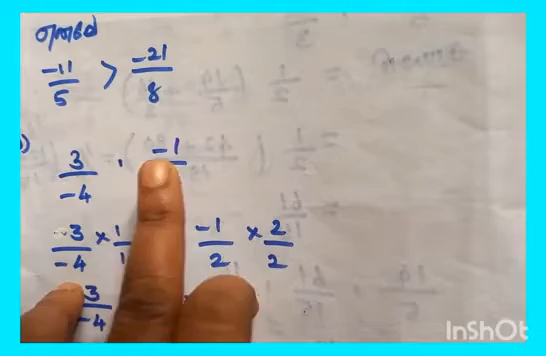 -11/5 > -21/8
3/-4 , -1
-3/-4 × 1/1 -1/2 × 2/2
3/-4
InShOt